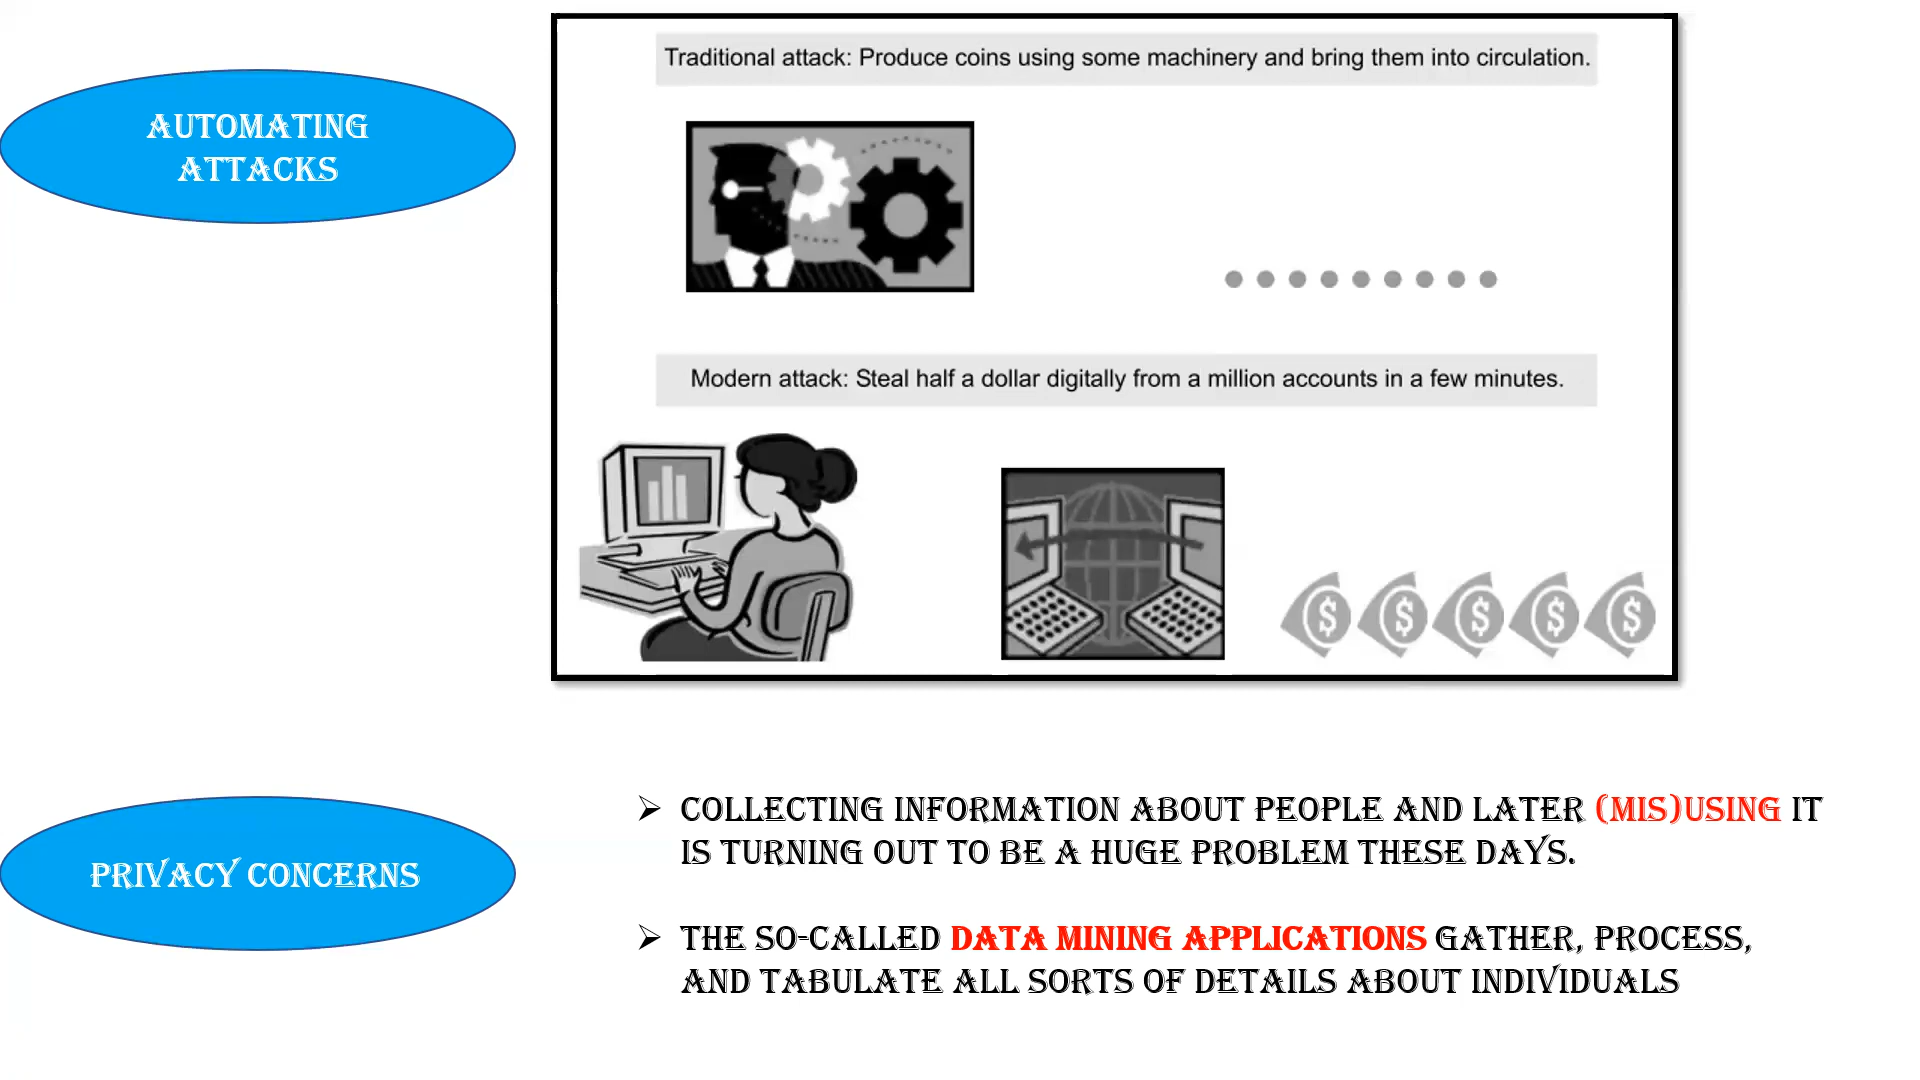 AUTOMATING
ATTACKS
Traditional attack: Produce coins using some machinery and bring them into circulation.
Modern attack: Steal half a dollar digitally from a million accounts in a few minutes.
$ $ $ $ $
PRIVACY CONCERNS
➢ COLLECTING INFORMATION ABOUT PEOPLE AND LATER (MIS)USING IT
IS TURNING OUT TO BE A HUGE PROBLEM THESE DAYS.
➢ THE SO-CALLED DATA MINING APPLICATIONS GATHER, PROCESS,
AND TABULATE ALL SORTS OF DETAILS ABOUT INDIVIDUALS